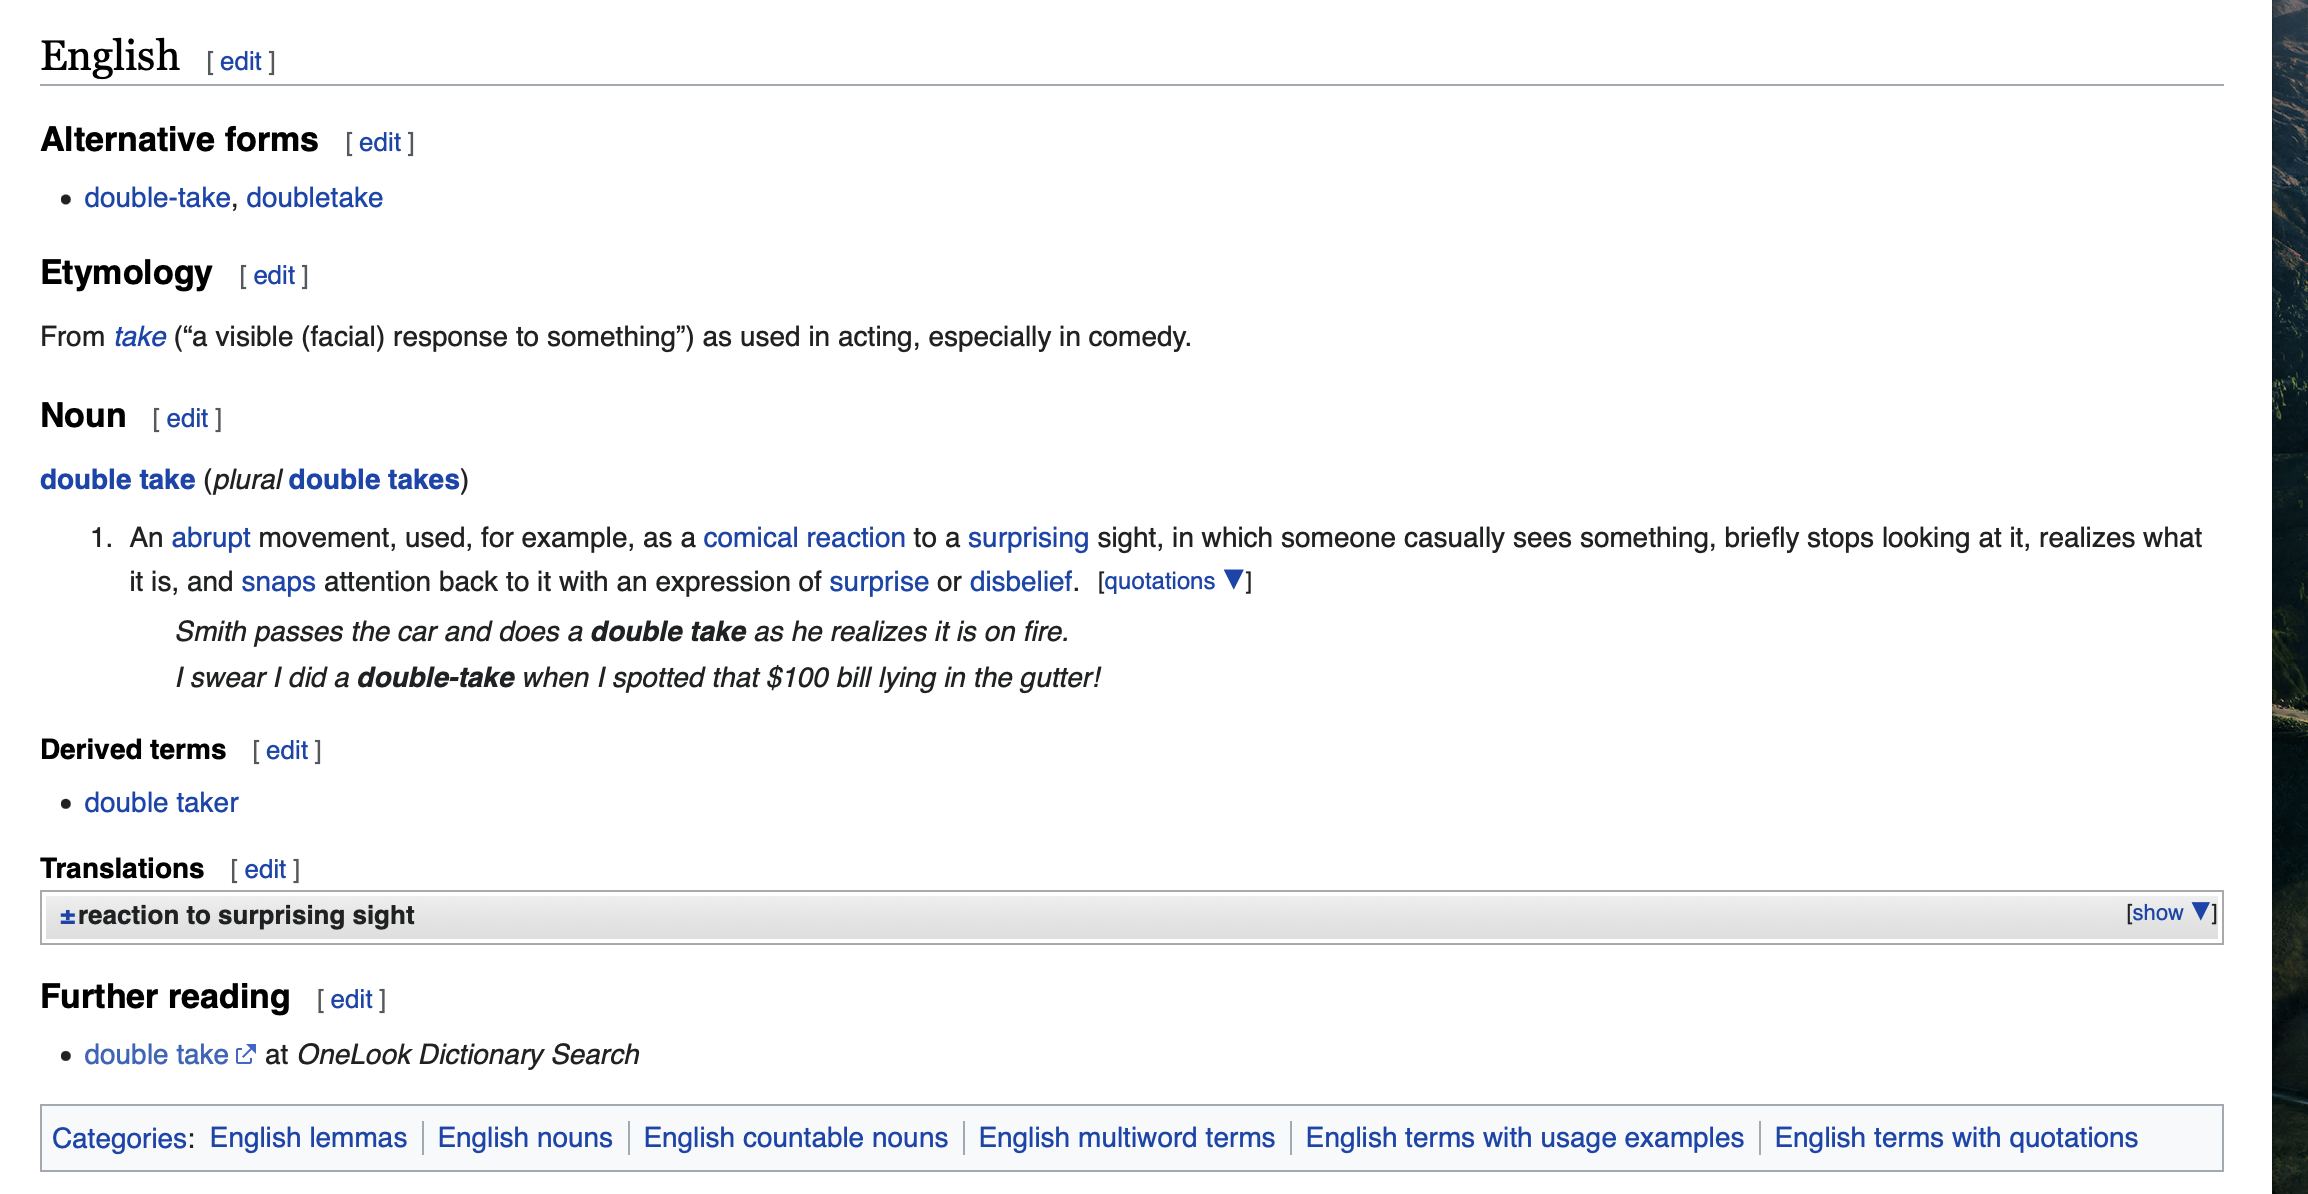 English [ edit ]
Alternative forms [ edit ]
• double-take, doubletake
Etymology [ edit ]
From take (“a visible (facial) response to something”) as used in acting, especially in comedy.
Noun [ edit ]
double take (plural double takes)
1. An abrupt movement, used, for example, as a comical reaction to a surprising sight, in which someone casually sees something, briefly stops looking at it, realizes what
it is, and snaps attention back to it with an expression of surprise or disbelief. [quotations ▼]
Smith passes the car and does a double take as he realizes it is on fire.
I swear I did a double-take when I spotted that $100 bill lying in the gutter!
Derived terms [ edit ]
• double taker
Translations [ edit ]
±reaction to surprising sight [show ▼]
Further reading [ edit ]
• double take at OneLook Dictionary Search
Categories: English lemmas | English nouns | English countable nouns | English multiword terms | English terms with usage examples | English terms with quotations